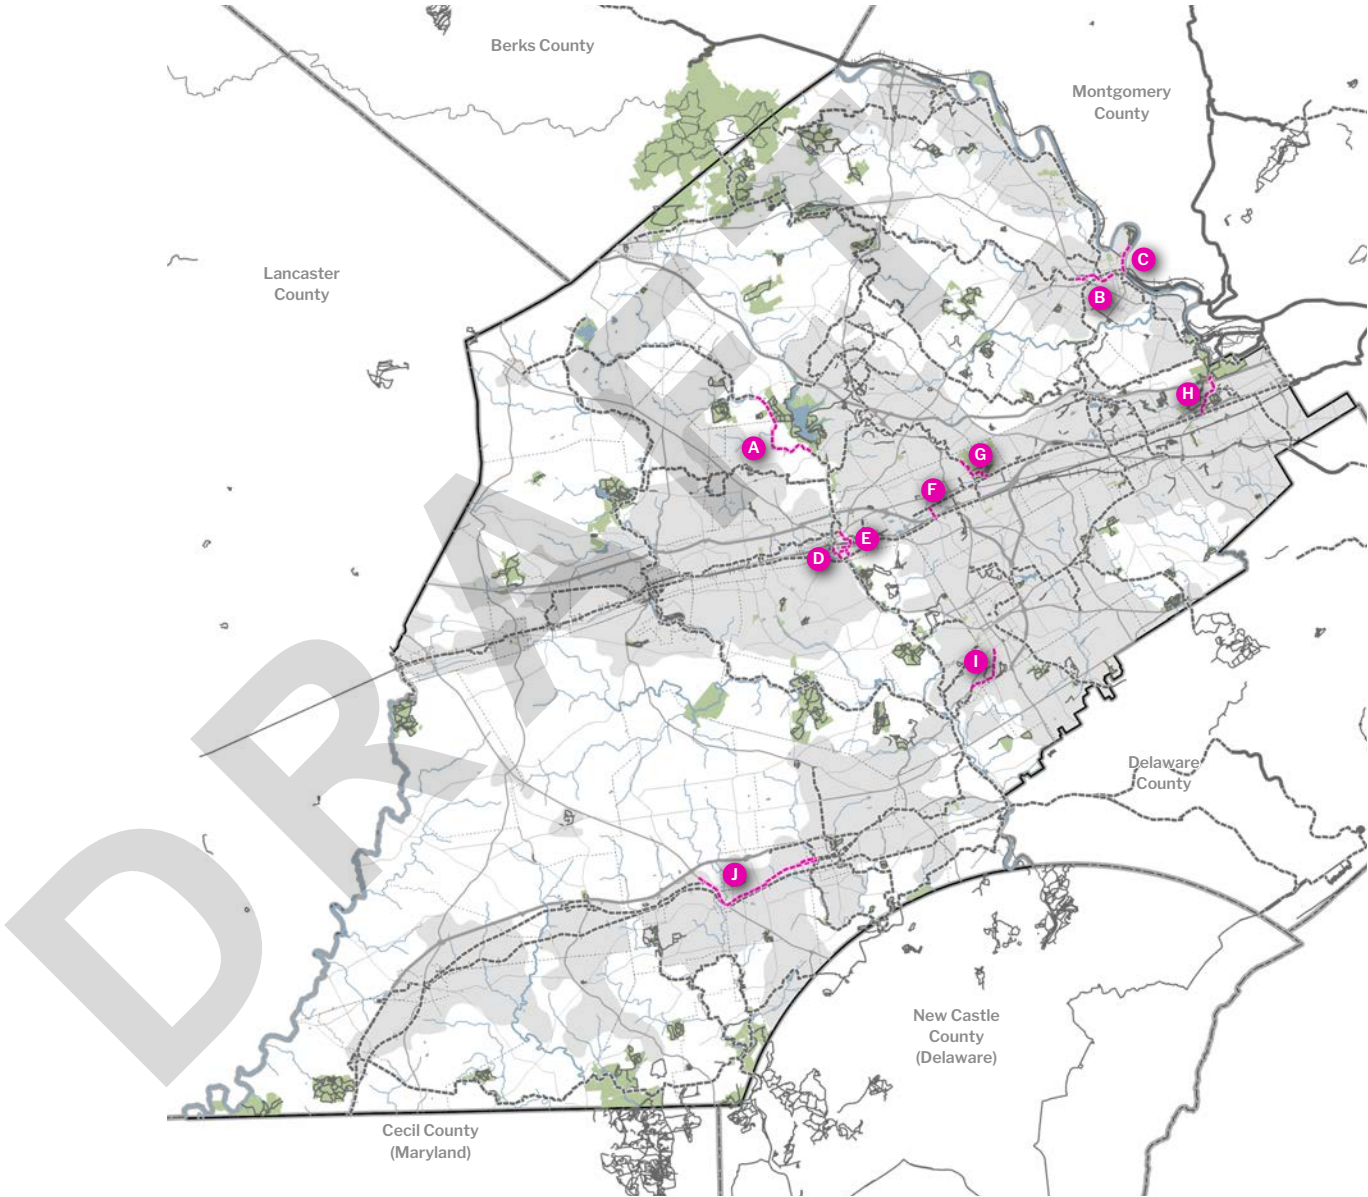 Berks County
Montgomery
County
Lancaster
County
C
B
H
A
G
F
E
D
I
Delaware
County
J
New Castle
County
(Delaware)
Cecil County
(Maryland)
DRAFT